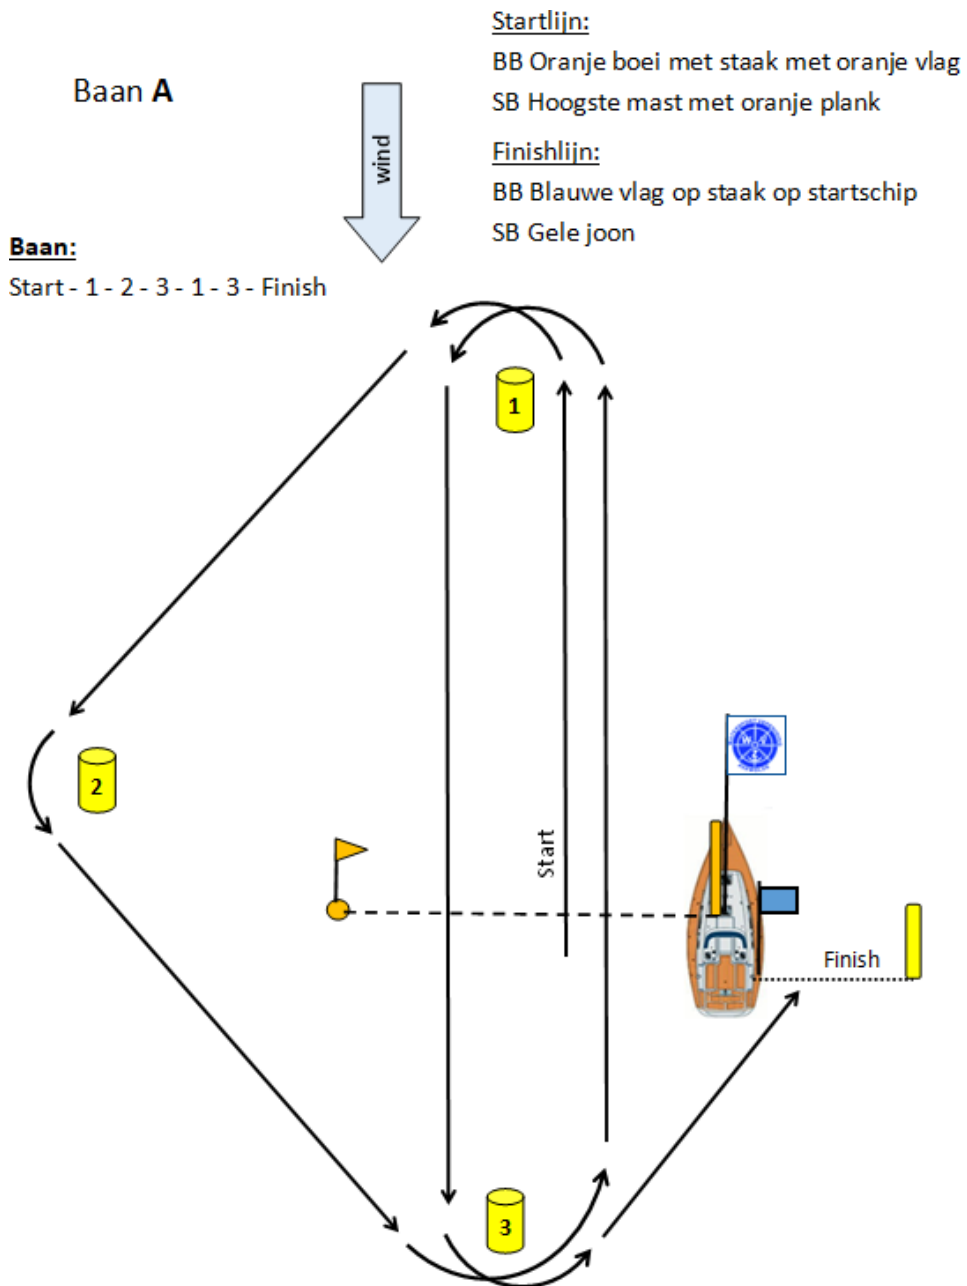 Startlijn:
BB Oranje boei met staak met oranje vlag
SB Hoogste mast met oranje plank
Baan A
wind
Finishlijn:
BB Blauwe vlag op staak op startschip
SB Gele joon
Baan:
Start - 1 - 2 - 3 - 1 - 3 - Finish
1
2
Start
Finish
3